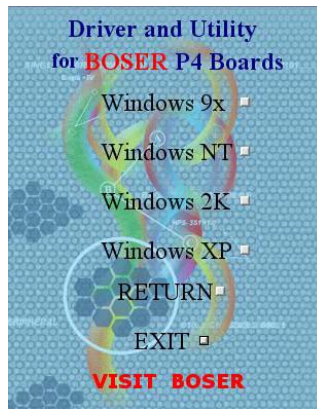 Driver and Utility
for BOSER P4 Boards
Windows 9x
Windows NT
Windows 2K
Windows XP
RETURN
EXIT
VISIT BOSER